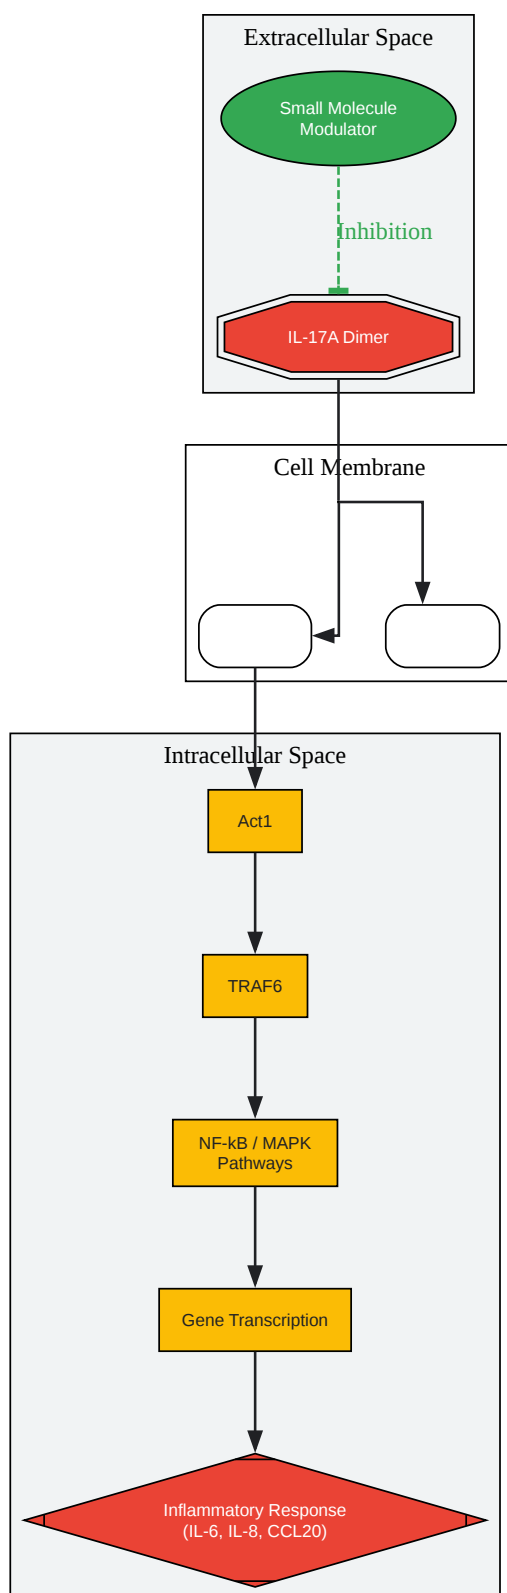 Extracellular Space
Small Molecule
Modulator
Inhibition
IL-17A Dimer
Cell Membrane
Intracellular Space
Act1
TRAF6
NF-kB / MAPK
Pathways
Gene Transcription
Inflammatory Response
(IL-6, IL-8, CCL20)